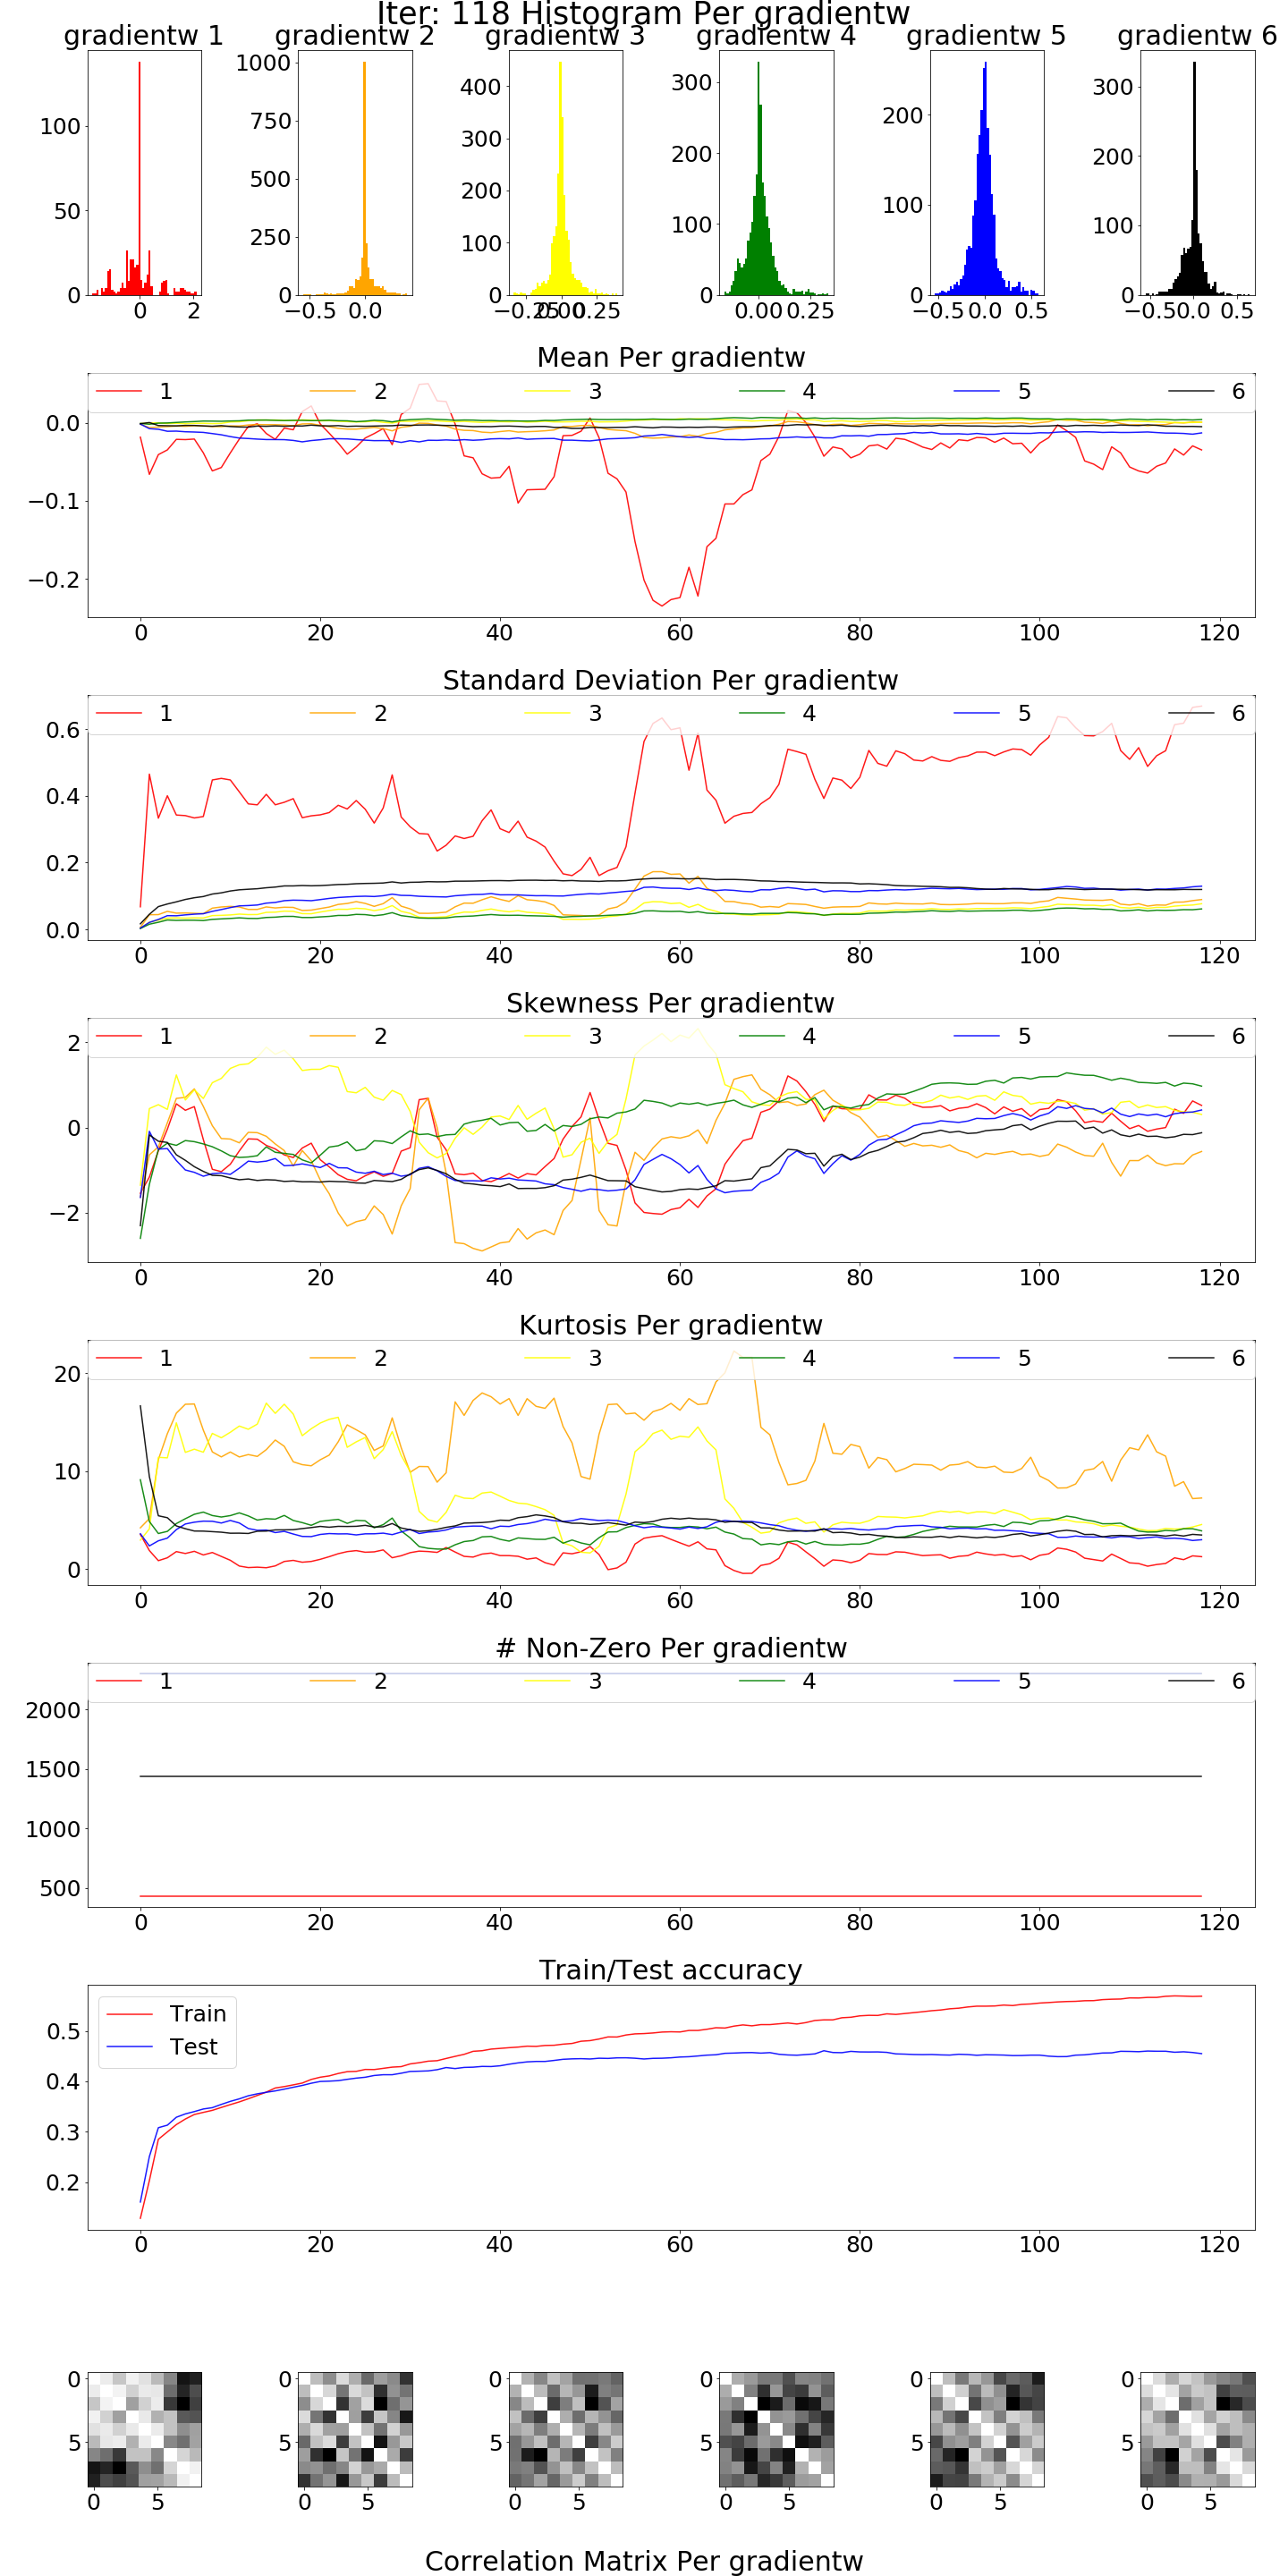 Iter: 118 Histogram Per gradientw
gradientw 1 gradientw 2 gradientw 3 gradientw 4 gradientw 5 gradientw 6
0 50 100
0 2
0 250 500 750 1000
−0.5 0.0
0 100 200 300 400
−0.25 0.00 0.25
0 100 200 300
0.00 0.25
0 100 200
−0.5 0.0 0.5
0 100 200 300
−0.5 0.0 0.5
Mean Per gradientw
1 2 3 4 5 6
0.0
−0.1
−0.2
0 20 40 60 80 100 120
Standard Deviation Per gradientw
1 2 3 4 5 6
0.6
0.4
0.2
0.0
0 20 40 60 80 100 120
Skewness Per gradientw
1 2 3 4 5 6
2
0
−2
0 20 40 60 80 100 120
Kurtosis Per gradientw
1 2 3 4 5 6
20
10
0
0 20 40 60 80 100 120
# Non-Zero Per gradientw
1 2 3 4 5 6
2000
1500
1000
500
0 20 40 60 80 100 120
Train/Test accuracy
Train
Test
0.5
0.4
0.3
0.2
0 20 40 60 80 100 120
0 0 0 0 0 0
5 5 5 5 5 5
0 5 0 5 0 5 0 5 0 5 0 5
Correlation Matrix Per gradientw